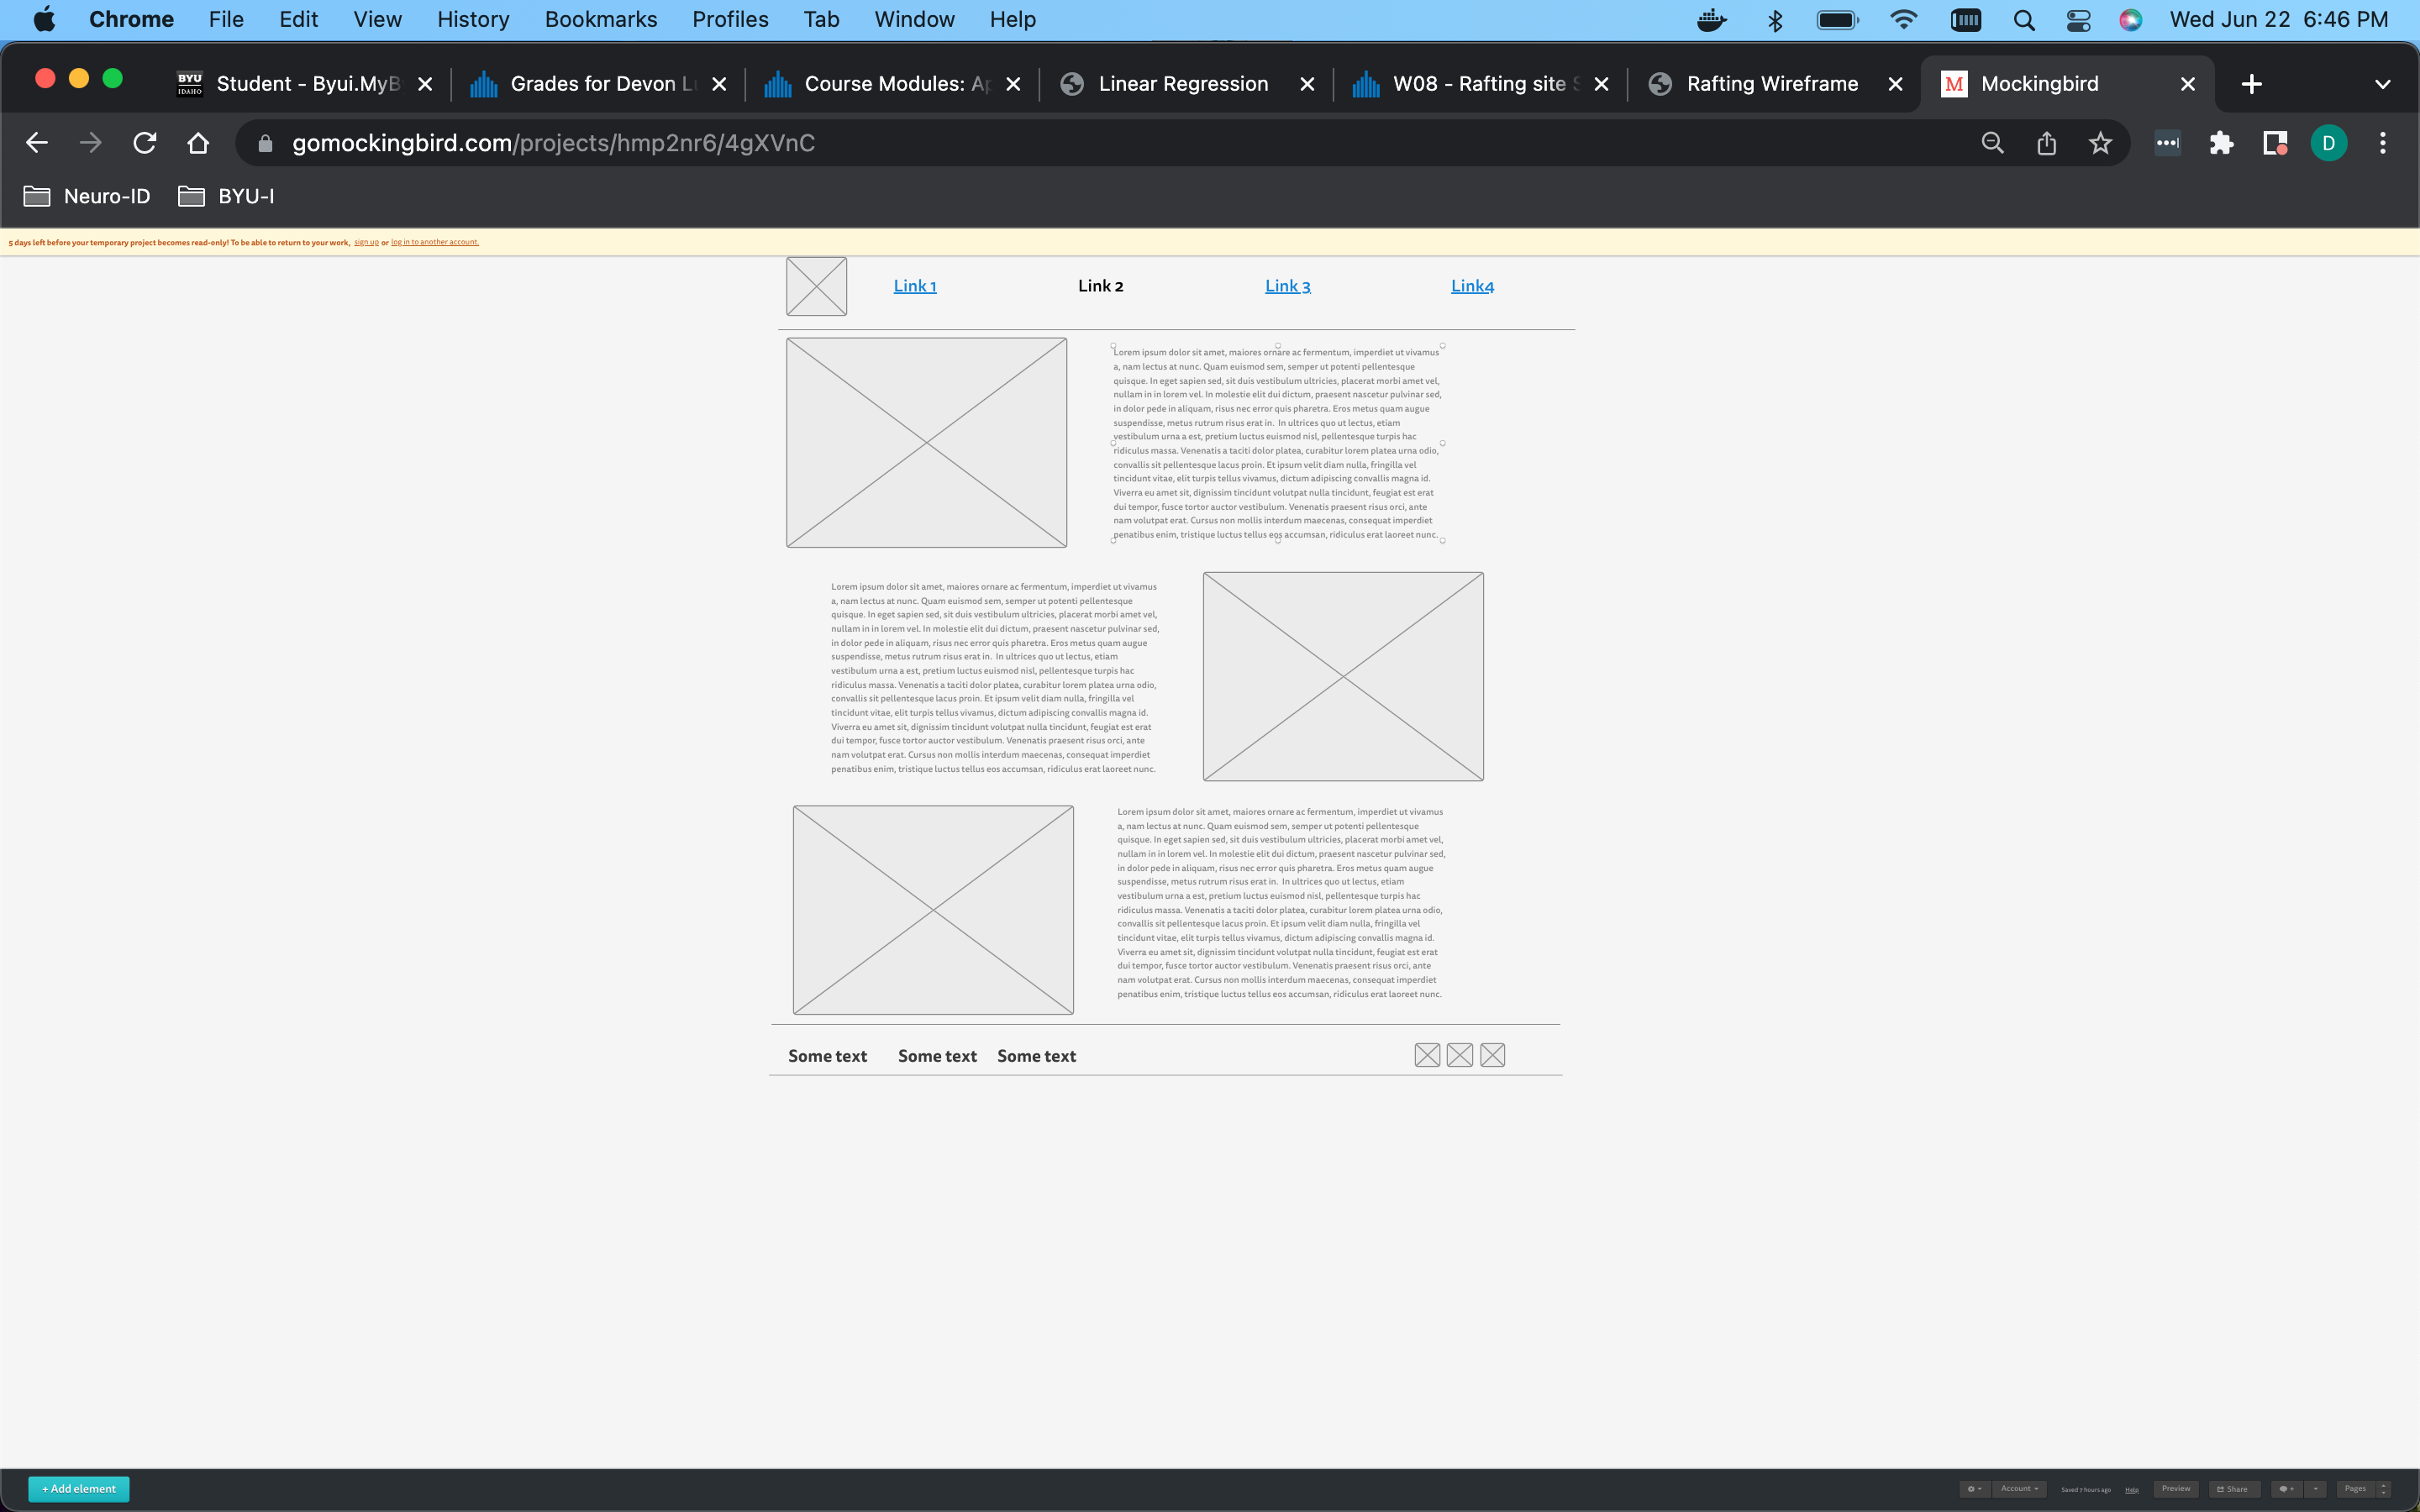 Chrome File Edit View History Bookmarks Profiles Tab Window Help Wed Jun 22 6:46 PM
BYU IDAHO Student - Byui.MyB Grades for Devon L Course Modules: Ap Linear Regression W08 - Rafting site S Rafting Wireframe M Mockingbird
gomockingbird.com/projects/hmp2nr6/4gXVnC D
Neuro-ID BYU-I
5 days left before your temporary project becomes read-only! To be able to return to your work, sign up or log in to another account.
Link 1 Link 2 Link 3 Link4
Lorem ipsum dolor sit amet, maiores ornare ac fermentum, imperdiet ut vivamus
a, nam lectus at nunc. Quam euismod sem, semper ut potenti pellentesque
quisque. In eget sapien sed, sit duis vestibulum ultricies, placerat morbi amet vel,
nullam in in lorem vel. In molestie elit dui dictum, praesent nascetur pulvinar sed,
in dolor pede in aliquam, risus nec error quis pharetra. Eros metus quam augue
suspendisse, metus rutrum risus erat in. In ultrices quo ut lectus, etiam
vestibulum urna a est, pretium luctus euismod nisl, pellentesque turpis hac
ridiculus massa. Venenatis a taciti dolor platea, curabitur lorem platea urna odio,
convallis sit pellentesque lacus proin. Et ipsum velit diam nulla, fringilla vel
tincidunt vitae, elit turpis tellus vivamus, dictum adipiscing convallis magna id.
Viverra eu amet sit, dignissim tincidunt volutpat nulla tincidunt, feugiat est erat
dui tempor, fusce tortor auctor vestibulum. Venenatis praesent risus orci, ante
nam volutpat erat. Cursus non mollis interdum maecenas, consequat imperdiet
penatibus enim, tristique luctus tellus eos accumsan, ridiculus erat laoreet nunc.
Lorem ipsum dolor sit amet, maiores ornare ac fermentum, imperdiet ut vivamus
a, nam lectus at nunc. Quam euismod sem, semper ut potenti pellentesque
quisque. In eget sapien sed, sit duis vestibulum ultricies, placerat morbi amet vel,
nullam in in lorem vel. In molestie elit dui dictum, praesent nascetur pulvinar sed,
in dolor pede in aliquam, risus nec error quis pharetra. Eros metus quam augue
suspendisse, metus rutrum risus erat in. In ultrices quo ut lectus, etiam
vestibulum urna a est, pretium luctus euismod nisl, pellentesque turpis hac
ridiculus massa. Venenatis a taciti dolor platea, curabitur lorem platea urna odio,
convallis sit pellentesque lacus proin. Et ipsum velit diam nulla, fringilla vel
tincidunt vitae, elit turpis tellus vivamus, dictum adipiscing convallis magna id.
Viverra eu amet sit, dignissim tincidunt volutpat nulla tincidunt, feugiat est erat
dui tempor, fusce tortor auctor vestibulum. Venenatis praesent risus orci, ante
nam volutpat erat. Cursus non mollis interdum maecenas, consequat imperdiet
penatibus enim, tristique luctus tellus eos accumsan, ridiculus erat laoreet nunc.
Lorem ipsum dolor sit amet, maiores ornare ac fermentum, imperdiet ut vivamus
a, nam lectus at nunc. Quam euismod sem, semper ut potenti pellentesque
quisque. In eget sapien sed, sit duis vestibulum ultricies, placerat morbi amet vel,
nullam in in lorem vel. In molestie elit dui dictum, praesent nascetur pulvinar sed,
in dolor pede in aliquam, risus nec error quis pharetra. Eros metus quam augue
suspendisse, metus rutrum risus erat in. In ultrices quo ut lectus, etiam
vestibulum urna a est, pretium luctus euismod nisl, pellentesque turpis hac
ridiculus massa. Venenatis a taciti dolor platea, curabitur lorem platea urna odio,
convallis sit pellentesque lacus proin. Et ipsum velit diam nulla, fringilla vel
tincidunt vitae, elit turpis tellus vivamus, dictum adipiscing convallis magna id.
Viverra eu amet sit, dignissim tincidunt volutpat nulla tincidunt, feugiat est erat
dui tempor, fusce tortor auctor vestibulum. Venenatis praesent risus orci, ante
nam volutpat erat. Cursus non mollis interdum maecenas, consequat imperdiet
penatibus enim, tristique luctus tellus eos accumsan, ridiculus erat laoreet nunc.
Some text Some text Some text
+ Add element Account Saved 7 hours ago Help Preview Share + Pages